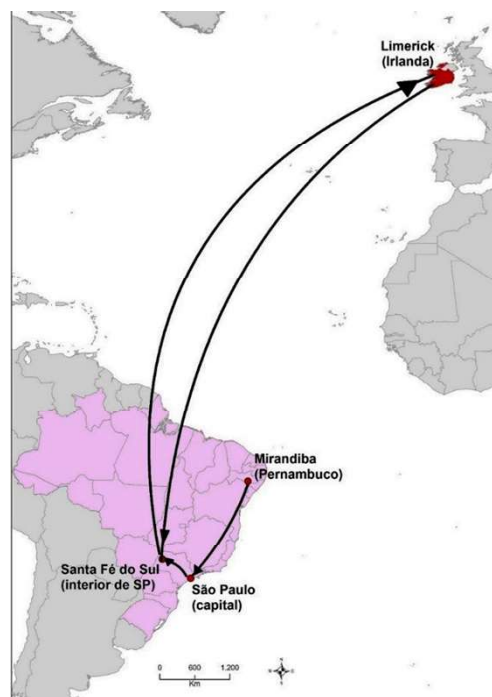 Limerick
(Irlanda)
Mirandiba
(Pernambuco)
Santa Fé do Sul
(interior de SP)
São Paulo
(capital)
0 600 1.200
Km